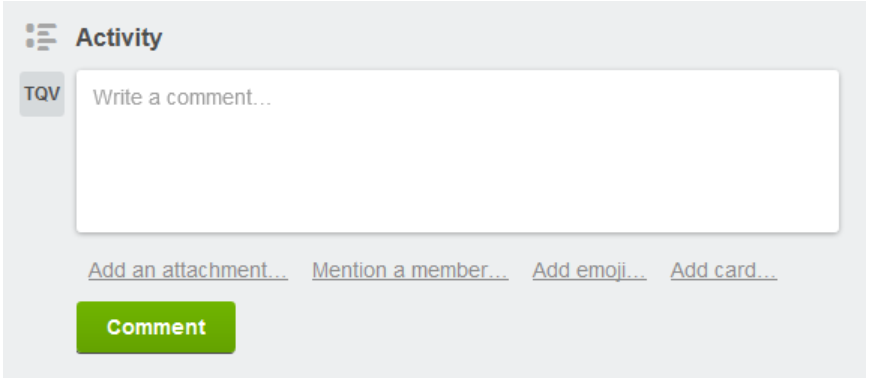 Activity
TQV
Write a comment…
Add an attachment… Mention a member… Add emoji… Add card…
Comment